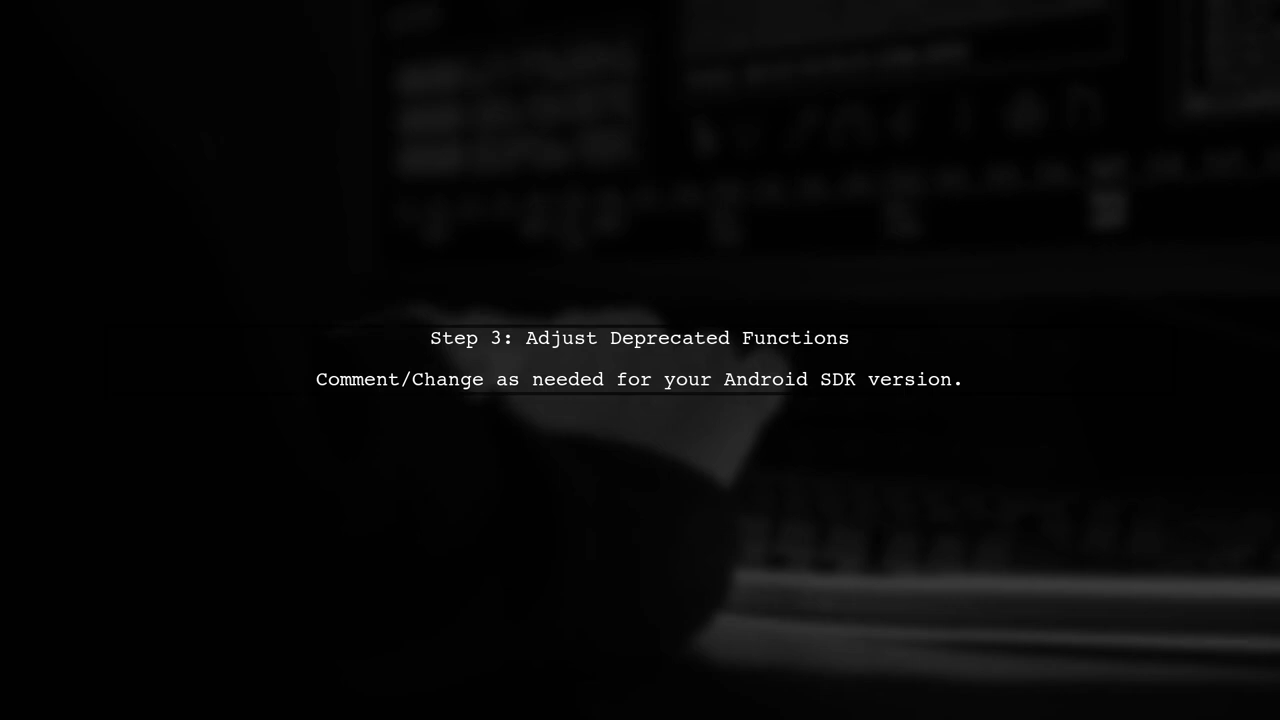 Step 3: Adjust Deprecated Functions
Comment/Change as needed for your Android SDK version.